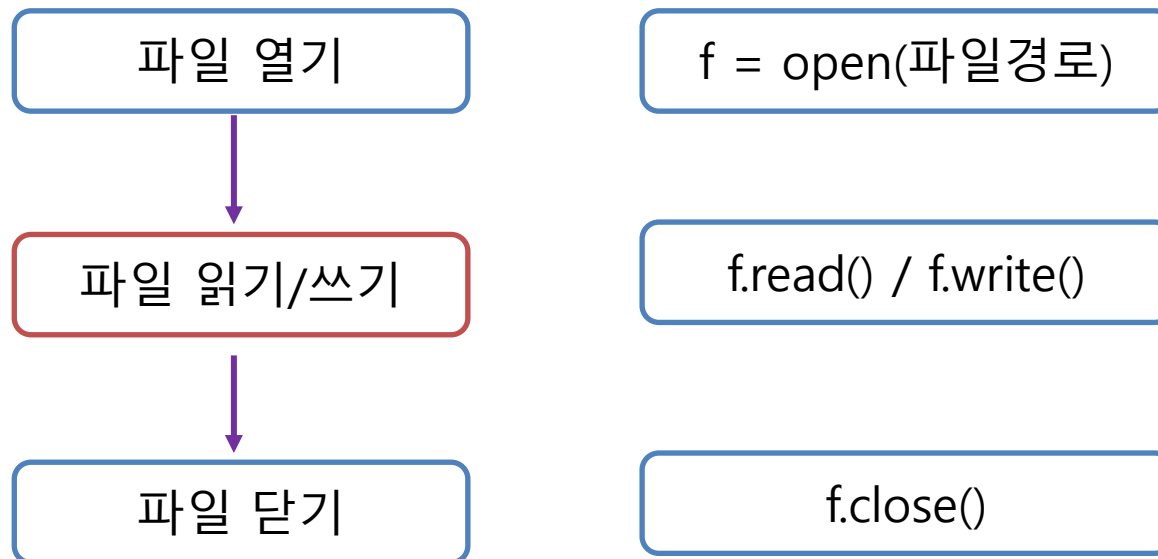 파일 열기
f = open(파일경로)
파일 읽기/쓰기
f.read() / f.write()
파일 닫기
f.close()